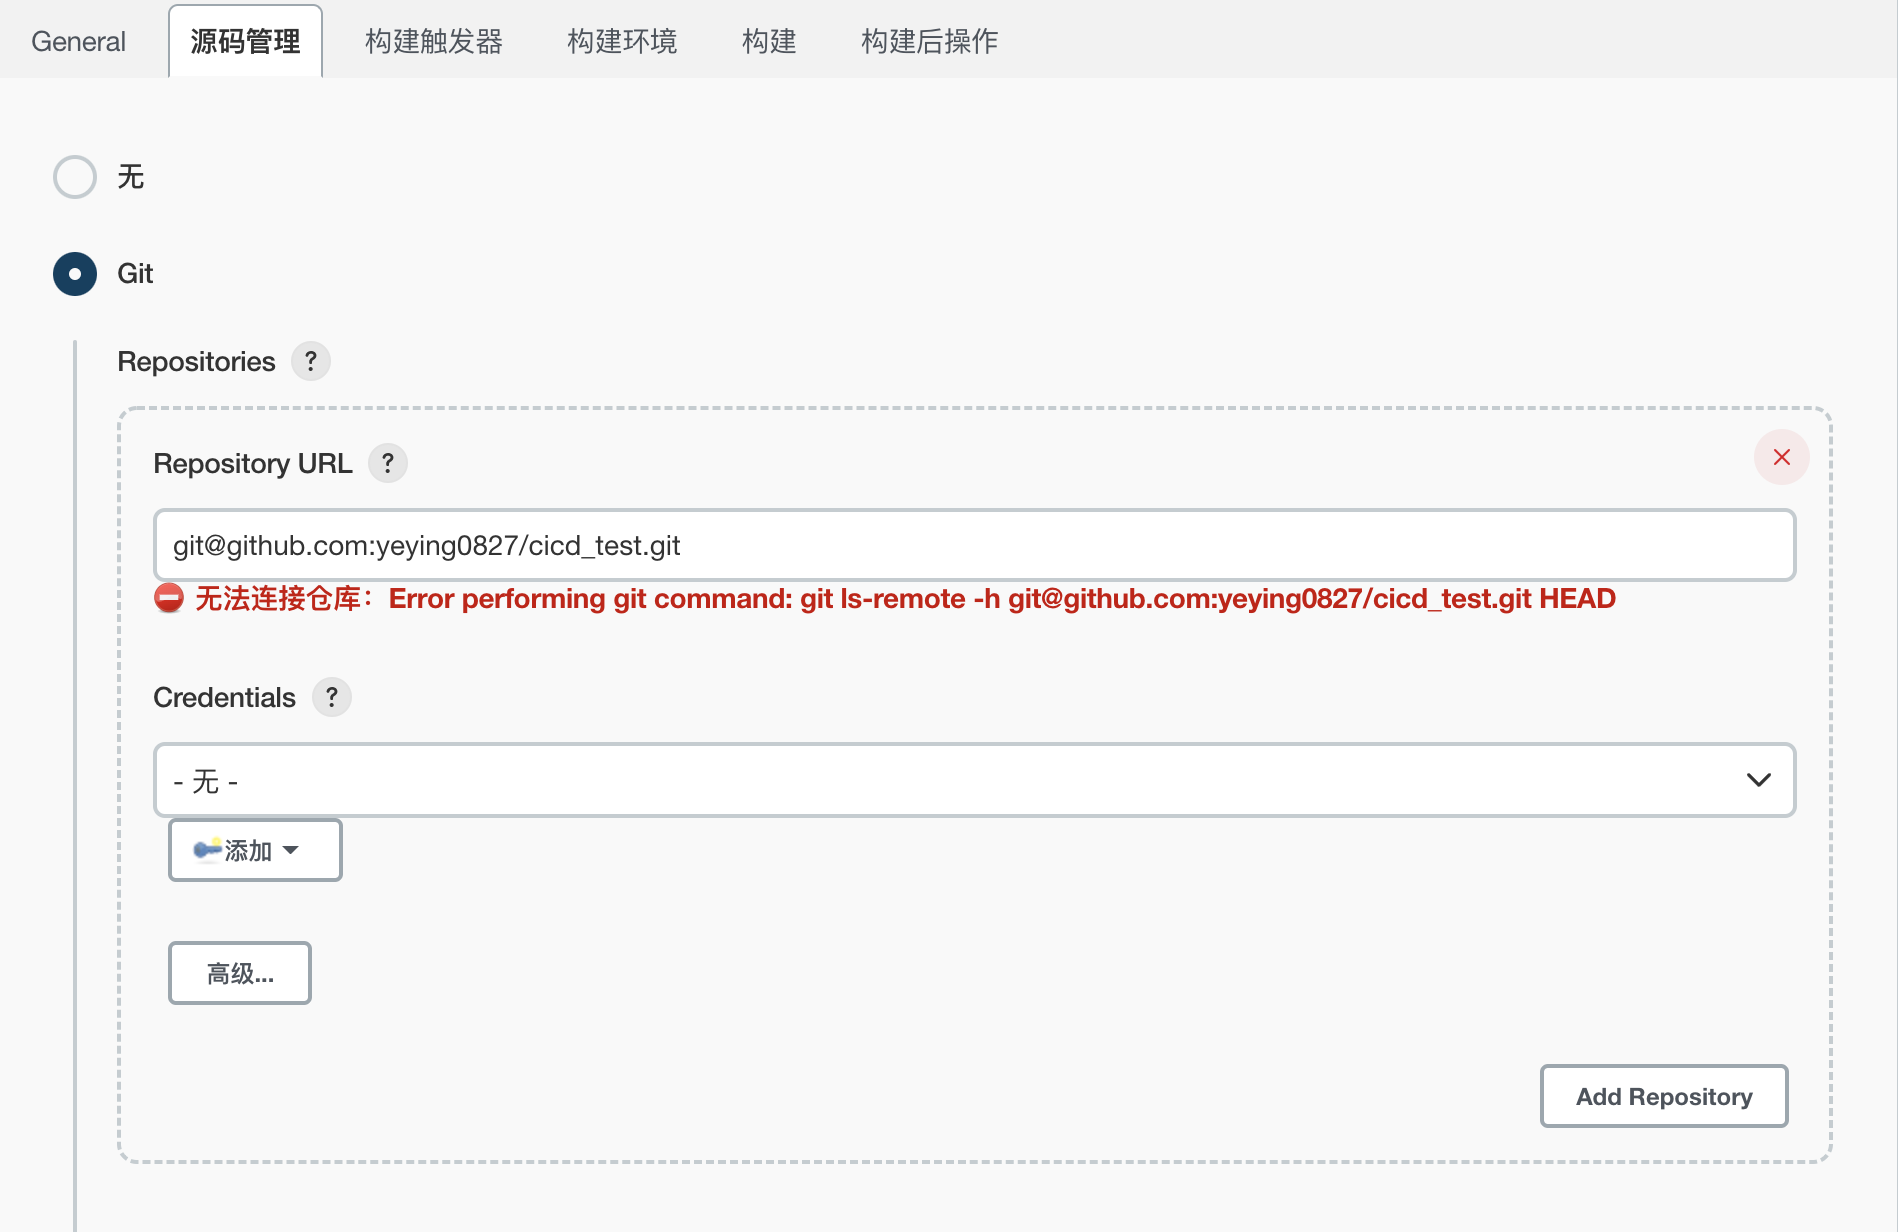 General 源码管理 构建触发器 构建环境 构建 构建后操作
无
Git
Repositories ?
Repository URL ?
git@github.com:yeying0827/cicd_test.git
无法连接仓库：Error performing git command: git ls-remote -h git@github.com:yeying0827/cicd_test.git HEAD
Credentials ?
- 无 -
添加
高级...
Add Repository